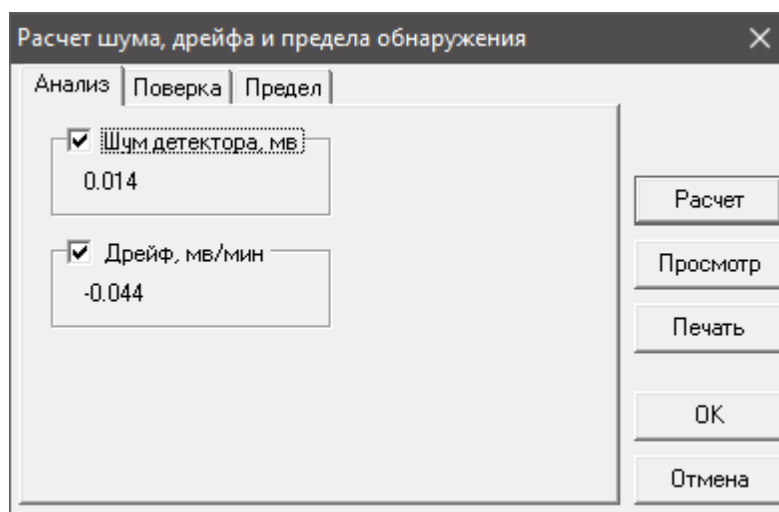 Расчет шума, дрейфа и предела обнаружения
Анализ Поверка Предел
Шум детектора, мв
0.014
Дрейф, мв/мин
-0.044
Расчет
Просмотр
Печать
OK
Отмена